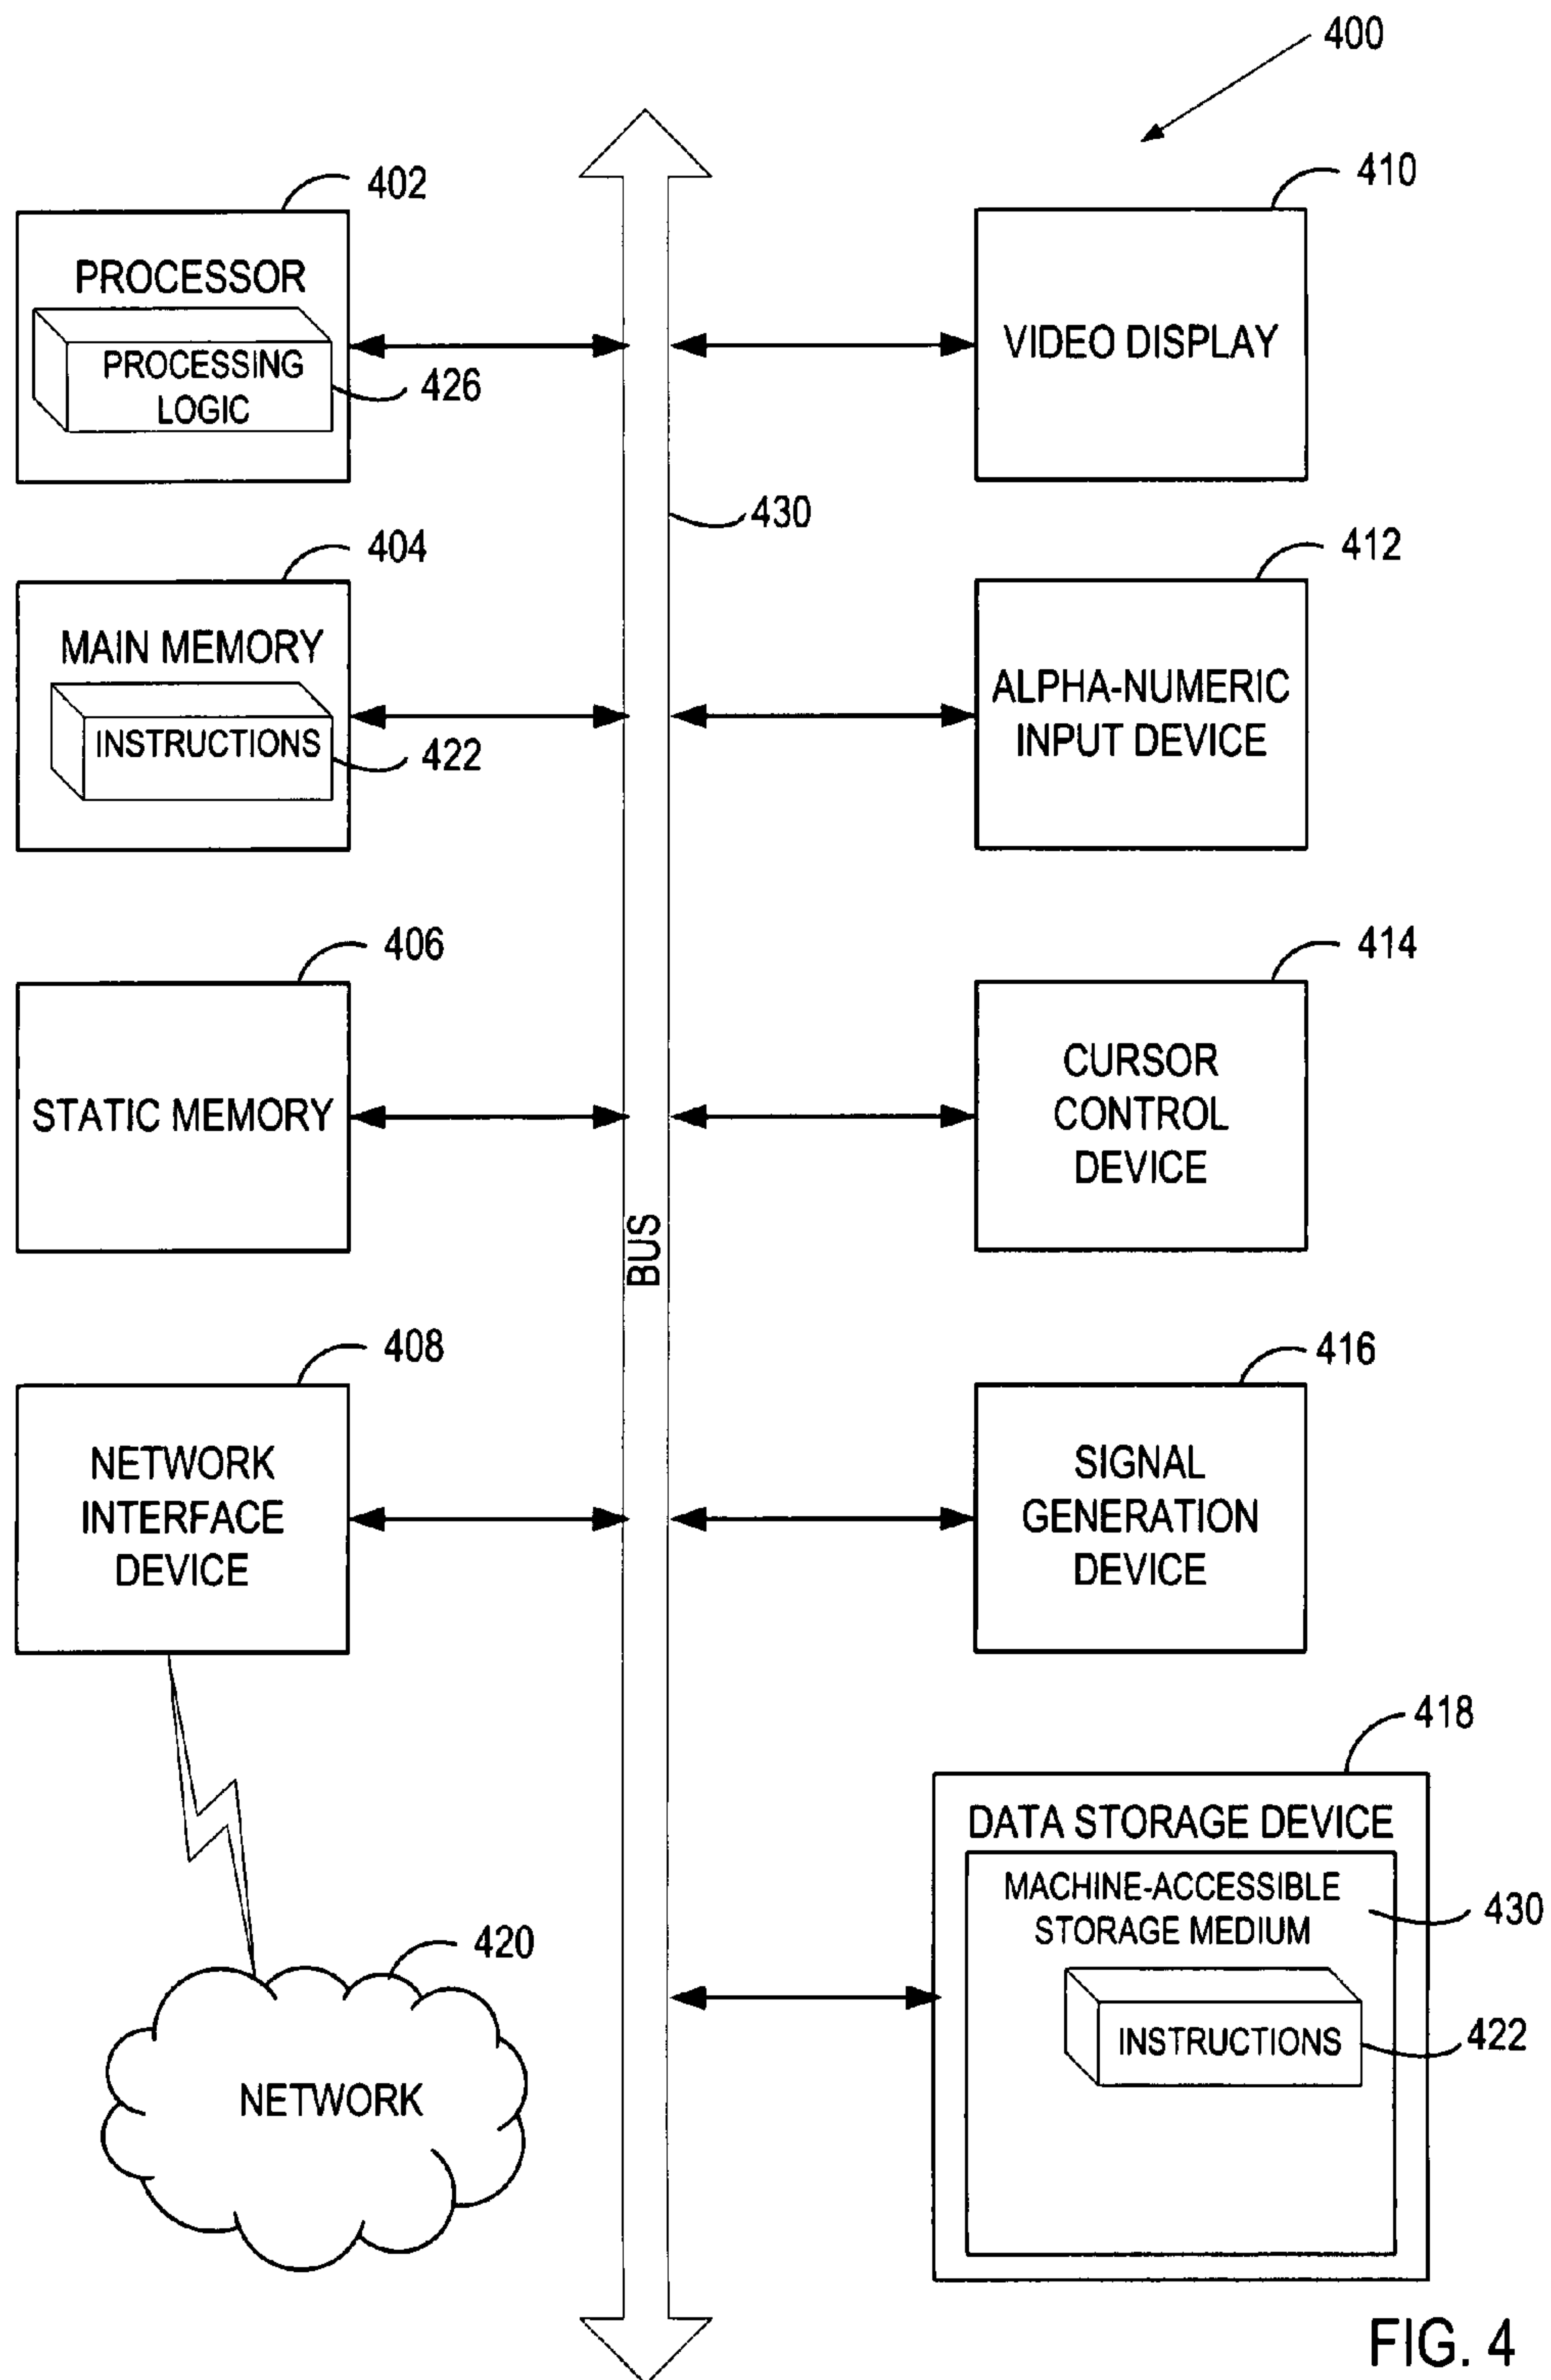 400
402
PROCESSOR
PROCESSING
LOGIC
426
410
VIDEO DISPLAY
430
404
MAIN MEMORY
INSTRUCTIONS
422
412
ALPHA-NUMERIC
INPUT DEVICE
406
STATIC MEMORY
414
CURSOR
CONTROL
DEVICE
BUS
408
NETWORK
INTERFACE
DEVICE
416
SIGNAL
GENERATION
DEVICE
418
DATA STORAGE DEVICE
MACHINE-ACCESSIBLE
STORAGE MEDIUM
430
INSTRUCTIONS
422
420
NETWORK
FIG. 4